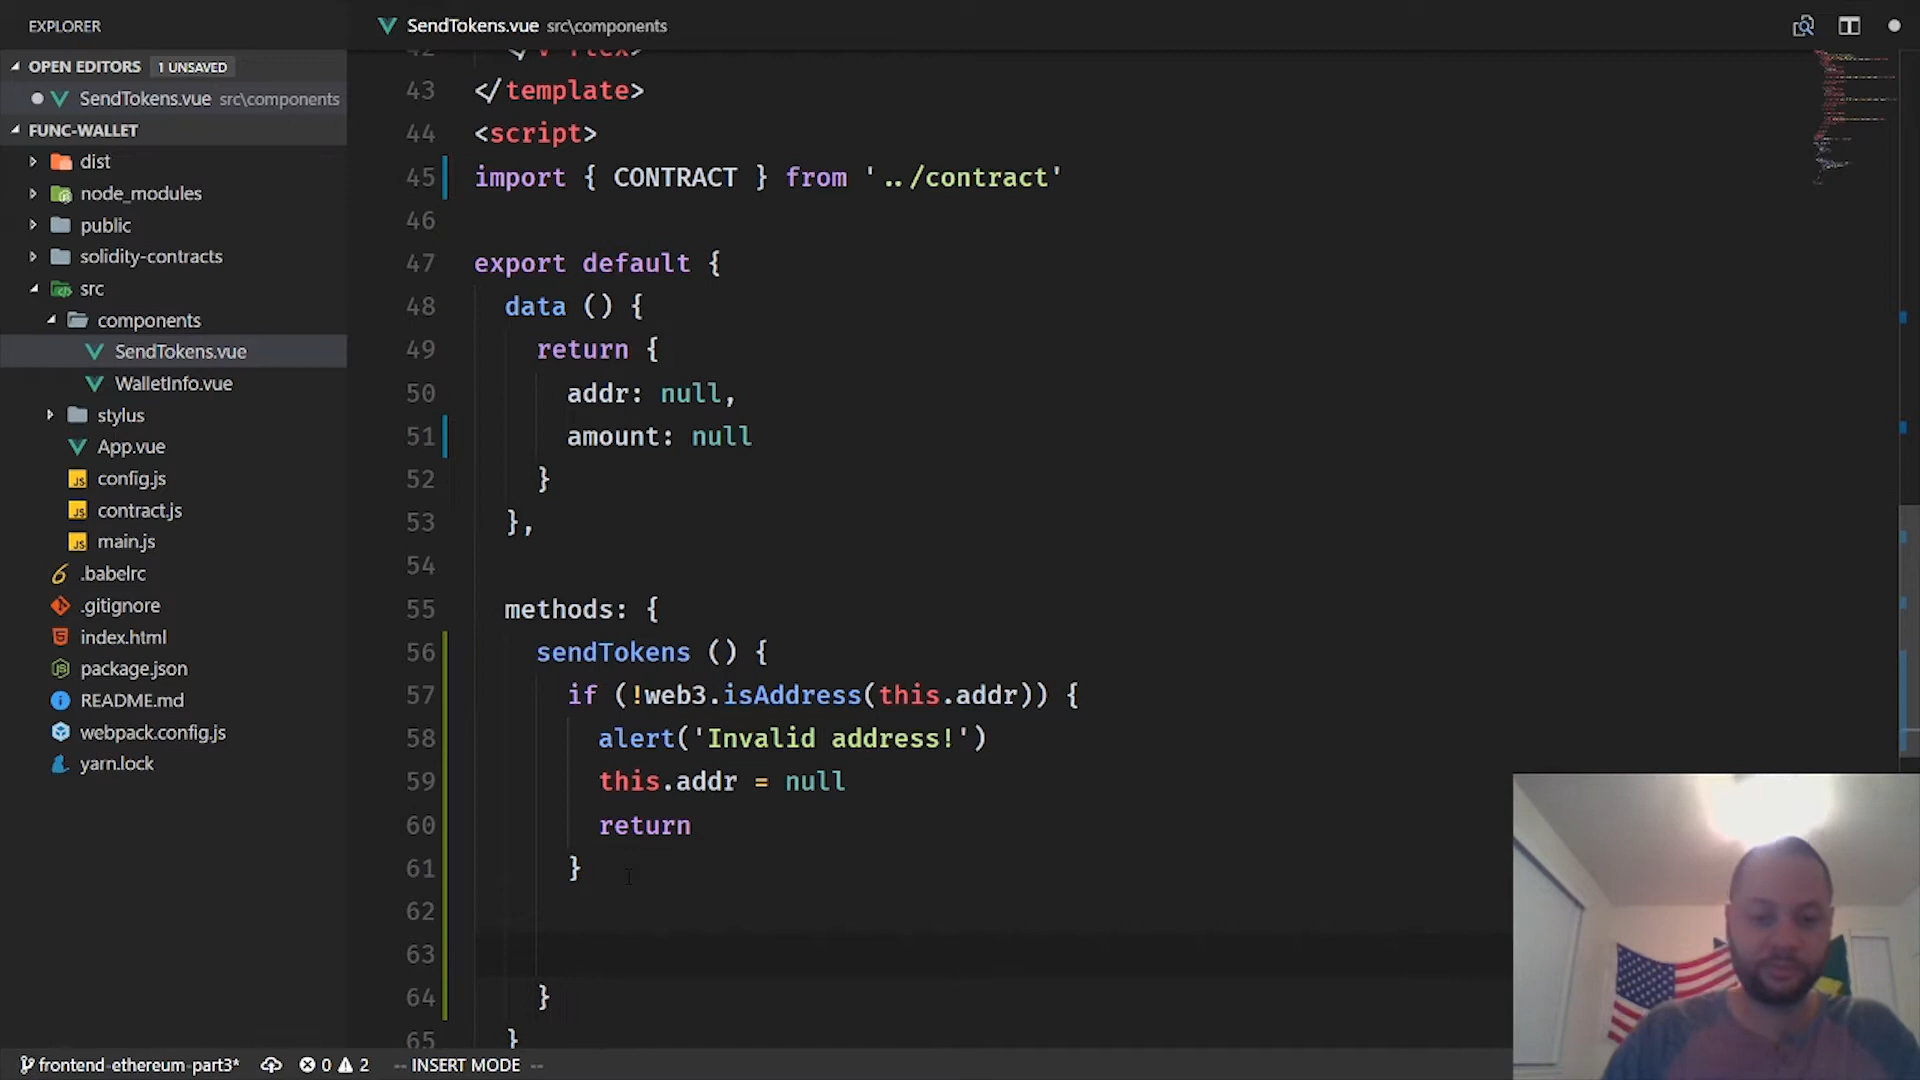 EXPLORER
SendTokens.vue src\components
OPEN EDITORS 1 UNSAVED
SendTokens.vue src\components
FUNC-WALLET
dist
node_modules
public
solidity-contracts
src
components
SendTokens.vue
WalletInfo.vue
stylus
App.vue
config.js
contract.js
main.js
.babelrc
.gitignore
index.html
package.json
README.md
webpack.config.js
yarn.lock
42 </v-flex>
43 </template>
44 <script>
45 import { CONTRACT } from '../contract'
46
47 export default {
48 data () {
49 return {
50 addr: null,
51 amount: null
52 }
53 },
54
55 methods: {
56 sendTokens () {
57 if (!web3.isAddress(this.addr)) {
58 alert('Invalid address!')
59 this.addr = null
60 return
61 }
62
63
64 }
65 }
frontend-ethereum-part3* 0 2 -- INSERT MODE --